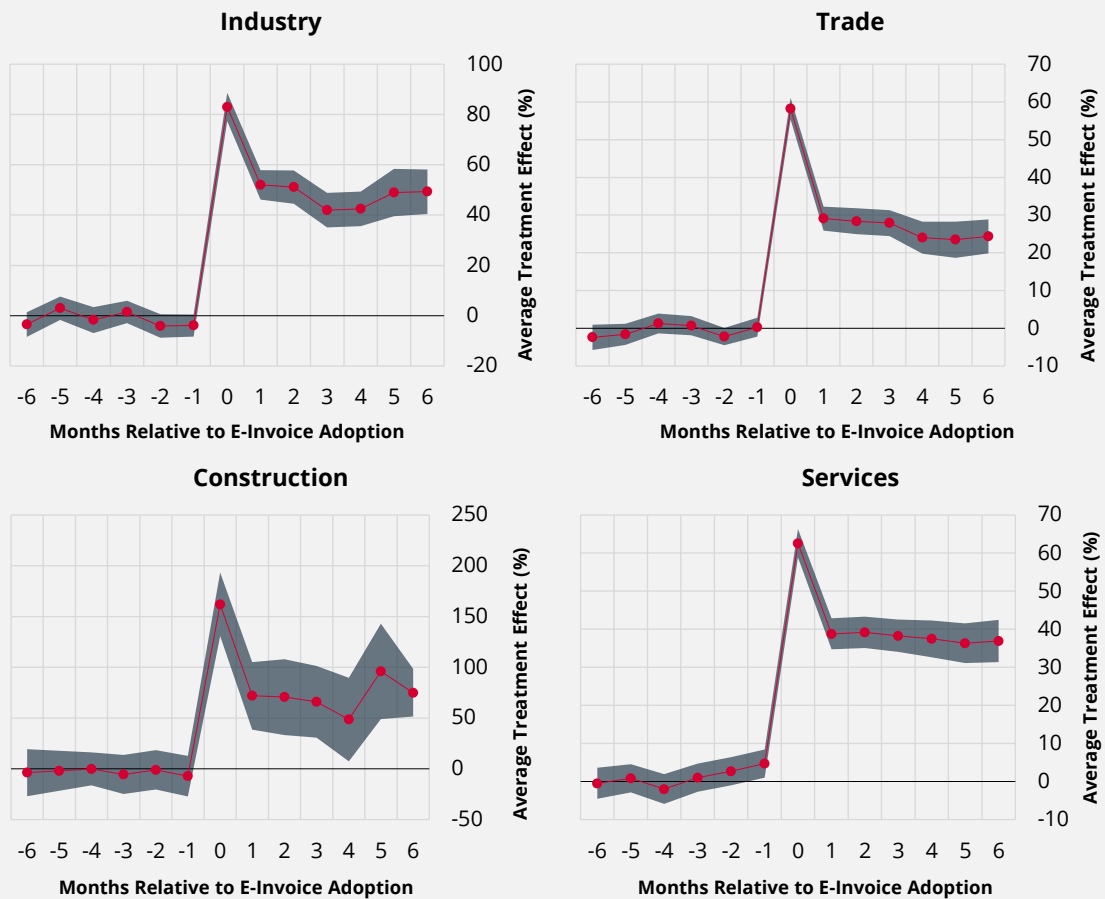 Industry
100
80
60
40
20
0
-20
Average Treatment Effect (%)
-6 -5 -4 -3 -2 -1 0 1 2 3 4 5 6
Months Relative to E-Invoice Adoption
Trade
70
60
50
40
30
20
10
0
-10
Average Treatment Effect (%)
-6 -5 -4 -3 -2 -1 0 1 2 3 4 5 6
Months Relative to E-Invoice Adoption
Construction
250
200
150
100
50
0
-50
Average Treatment Effect (%)
-6 -5 -4 -3 -2 -1 0 1 2 3 4 5 6
Months Relative to E-Invoice Adoption
Services
70
60
50
40
30
20
10
0
-10
Average Treatment Effect (%)
-6 -5 -4 -3 -2 -1 0 1 2 3 4 5 6
Months Relative to E-Invoice Adoption